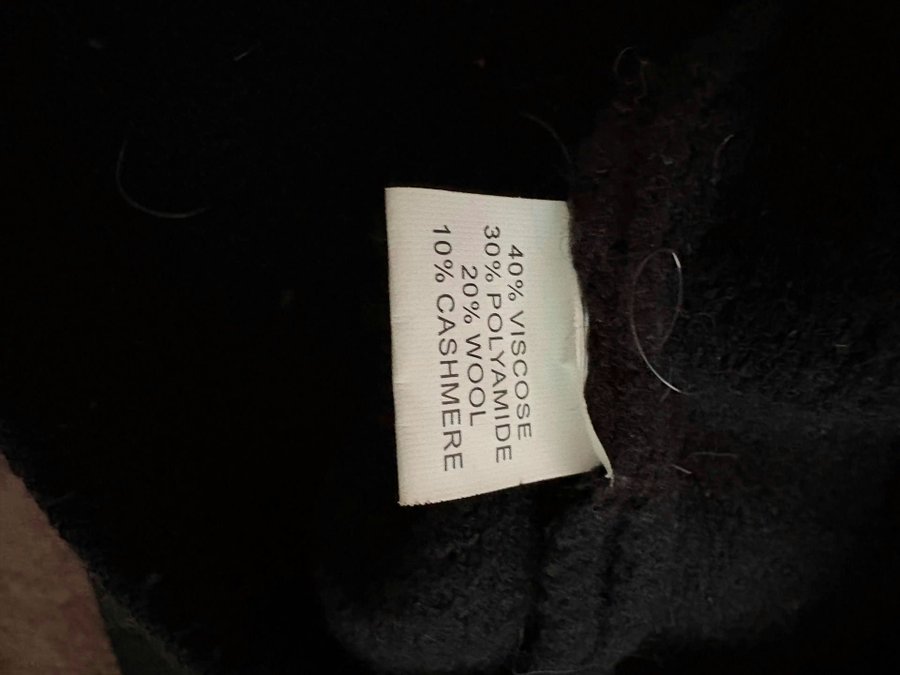 40% VISCOSE
30% POLYAMIDE
20% WOOL
10% CASHMERE